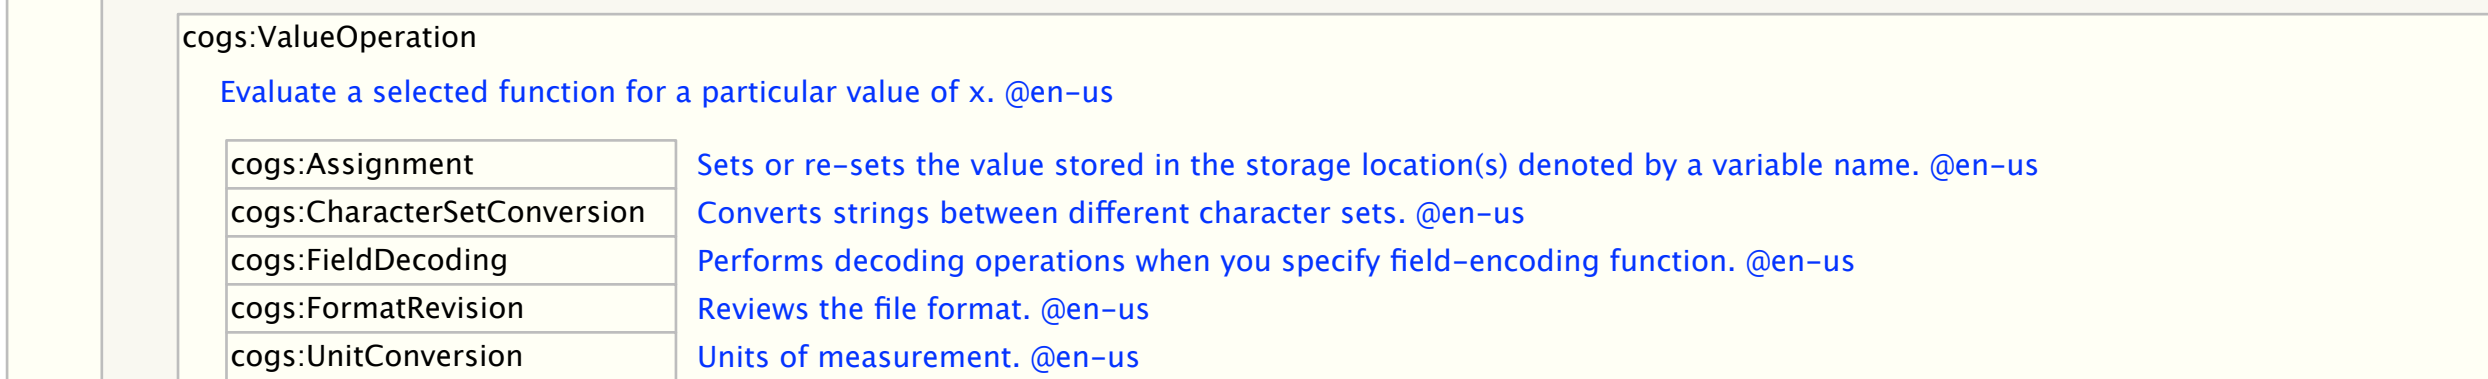 cogs:ValueOperation
Evaluate a selected function for a particular value of x. @en-us
cogs:Assignment Sets or re-sets the value stored in the storage location(s) denoted by a variable name. @en-us
cogs:CharacterSetConversion Converts strings between different character sets. @en-us
cogs:FieldDecoding Performs decoding operations when you specify field-encoding function. @en-us
cogs:FormatRevision Reviews the file format. @en-us
cogs:UnitConversion Units of measurement. @en-us